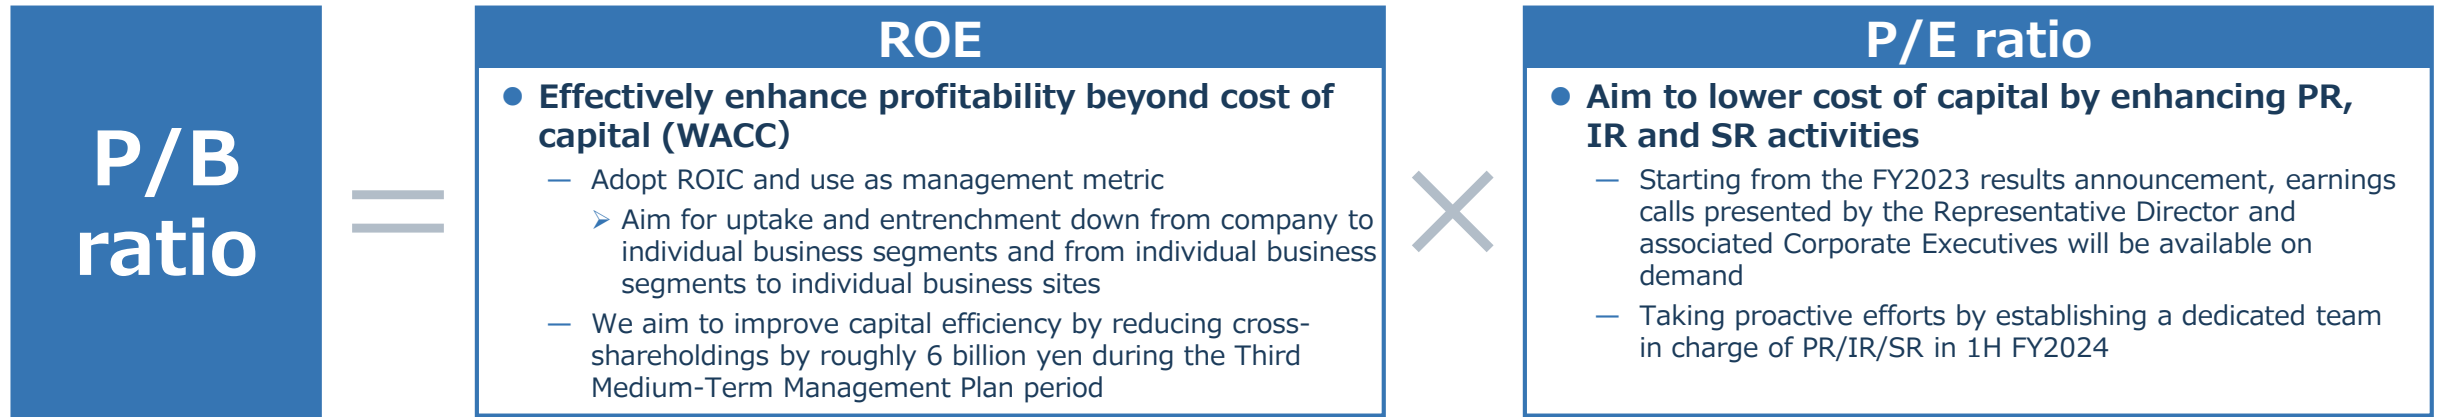 P/B
ratio
=
ROE
● Effectively enhance profitability beyond cost of
capital (WACC）
— Adopt ROIC and use as management metric
➢ Aim for uptake and entrenchment down from company to
individual business segments and from individual business
segments to individual business sites
— We aim to improve capital efficiency by reducing cross-
shareholdings by roughly 6 billion yen during the Third
Medium-Term Management Plan period
×
P/E ratio
● Aim to lower cost of capital by enhancing PR,
IR and SR activities
— Starting from the FY2023 results announcement, earnings
calls presented by the Representative Director and
associated Corporate Executives will be available on
demand
— Taking proactive efforts by establishing a dedicated team
in charge of PR/IR/SR in 1H FY2024